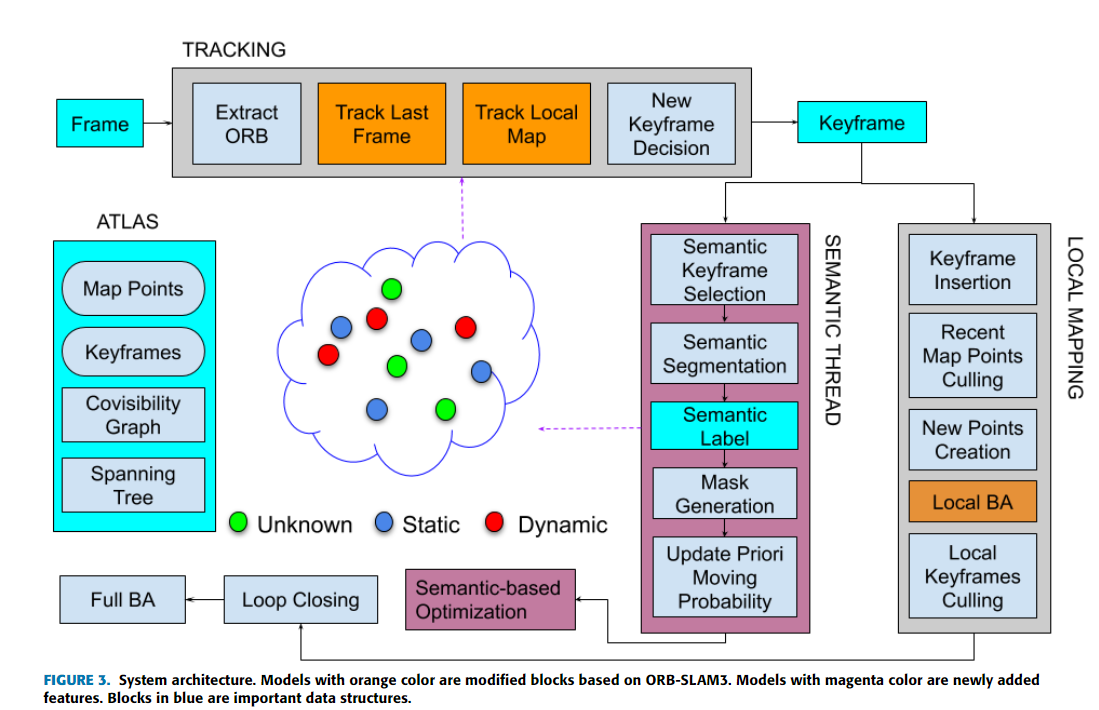 TRACKING
Frame
Extract
ORB
Track Last
Frame
Track Local
Map
New
Keyframe
Decision
Keyframe
ATLAS
Map Points
Keyframes
Covisibility
Graph
Spanning
Tree
Unknown
Static
Dynamic
Semantic
Keyframe
Selection
Semantic
Segmentation
Semantic
Label
Mask
Generation
Update Priori
Moving
Probability
SEMANTIC THREAD
Keyframe
Insertion
Recent
Map Points
Culling
New Points
Creation
Local BA
Local
Keyframes
Culling
LOCAL MAPPING
Full BA
Loop Closing
Semantic-based
Optimization
FIGURE 3. System architecture. Models with orange color are modified blocks based on ORB-SLAM3. Models with magenta color are newly added
features. Blocks in blue are important data structures.